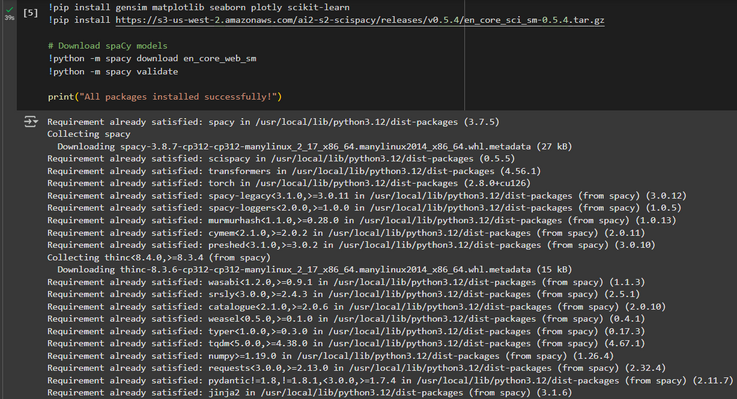 39s
[5]
!pip install gensim matplotlib seaborn plotly scikit-learn
!pip install https://s3-us-west-2.amazonaws.com/ai2-s2-scispacy/releases/v0.5.4/en_core_sci_sm-0.5.4.tar.gz
# Download spaCy models
!python -m spacy download en_core_web_sm
!python -m spacy validate
print("All packages installed successfully!")
Requirement already satisfied: spacy in /usr/local/lib/python3.12/dist-packages (3.7.5)
Collecting spacy
Downloading spacy-3.8.7-cp312-cp312-manylinux_2_17_x86_64.manylinux2014_x86_64.whl.metadata (27 kB)
Requirement already satisfied: scispacy in /usr/local/lib/python3.12/dist-packages (0.5.5)
Requirement already satisfied: transformers in /usr/local/lib/python3.12/dist-packages (4.56.1)
Requirement already satisfied: torch in /usr/local/lib/python3.12/dist-packages (2.8.0+cu126)
Requirement already satisfied: spacy-legacy<3.1.0,>=3.0.11 in /usr/local/lib/python3.12/dist-packages (from spacy) (3.0.12)
Requirement already satisfied: spacy-loggers<2.0.0,>=1.0.0 in /usr/local/lib/python3.12/dist-packages (from spacy) (1.0.5)
Requirement already satisfied: murmurhash<1.1.0,>=0.28.0 in /usr/local/lib/python3.12/dist-packages (from spacy) (1.0.13)
Requirement already satisfied: cymem<2.1.0,>=2.0.2 in /usr/local/lib/python3.12/dist-packages (from spacy) (2.0.11)
Requirement already satisfied: preshed<3.1.0,>=3.0.2 in /usr/local/lib/python3.12/dist-packages (from spacy) (3.0.10)
Collecting thinc<8.4.0,>=8.3.4 (from spacy)
Downloading thinc-8.3.6-cp312-cp312-manylinux_2_17_x86_64.manylinux2014_x86_64.whl.metadata (15 kB)
Requirement already satisfied: wasabi<1.2.0,>=0.9.1 in /usr/local/lib/python3.12/dist-packages (from spacy) (1.1.3)
Requirement already satisfied: srsly<3.0.0,>=2.4.3 in /usr/local/lib/python3.12/dist-packages (from spacy) (2.5.1)
Requirement already satisfied: catalogue<2.1.0,>=2.0.6 in /usr/local/lib/python3.12/dist-packages (from spacy) (2.0.10)
Requirement already satisfied: weasel<0.5.0,>=0.1.0 in /usr/local/lib/python3.12/dist-packages (from spacy) (0.4.1)
Requirement already satisfied: typer<1.0.0,>=0.3.0 in /usr/local/lib/python3.12/dist-packages (from spacy) (0.17.3)
Requirement already satisfied: tqdm<5.0.0,>=4.38.0 in /usr/local/lib/python3.12/dist-packages (from spacy) (4.67.1)
Requirement already satisfied: numpy>=1.19.0 in /usr/local/lib/python3.12/dist-packages (from spacy) (1.26.4)
Requirement already satisfied: requests<3.0.0,>=2.13.0 in /usr/local/lib/python3.12/dist-packages (from spacy) (2.32.4)
Requirement already satisfied: pydantic!=1.8,!=1.8.1,<3.0.0,>=1.7.4 in /usr/local/lib/python3.12/dist-packages (from spacy) (2.11.7)
Requirement already satisfied: jinja2 in /usr/local/lib/python3.12/dist-packages (from spacy) (3.1.6)